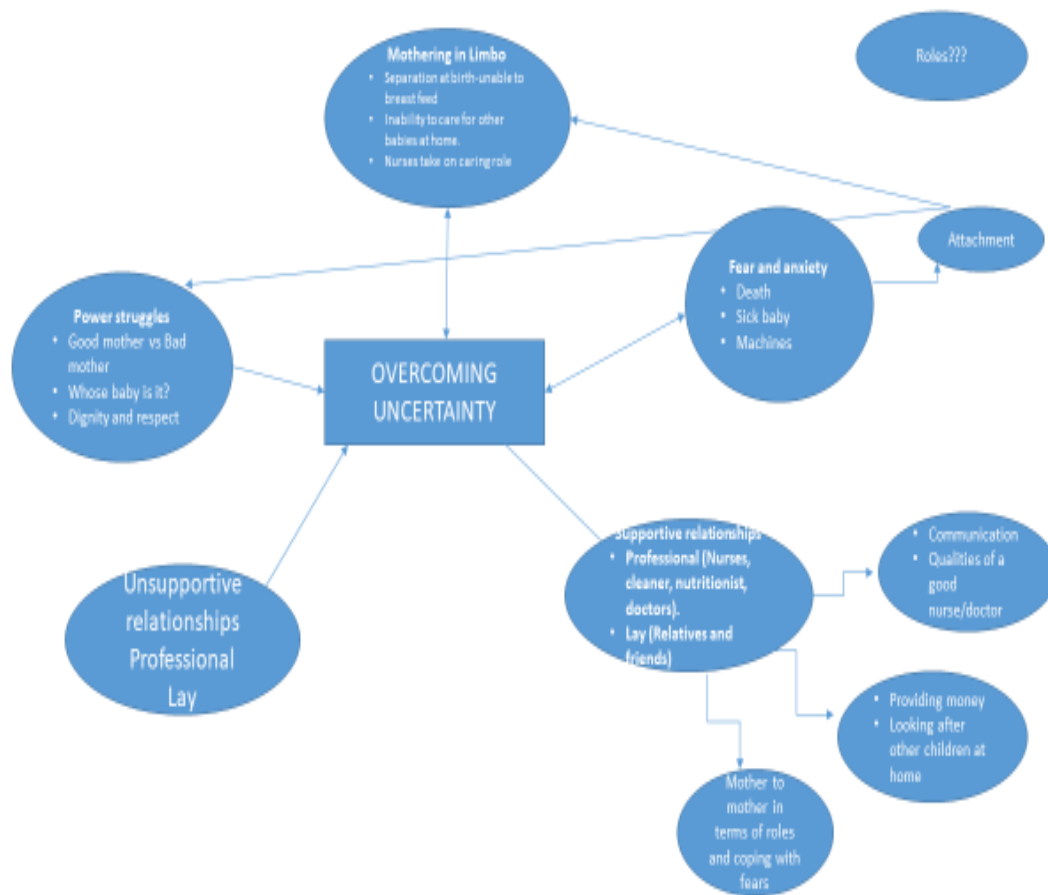 Mothering in Limbo
• Separation at birth-unable to
breast feed
• Inability to care for other
babies at home.
• Nurses take on caring role
Roles???
Attachment
Fear and anxiety
• Death
• Sick baby
• Machines
Power struggles
• Good mother vs Bad
mother
• Whose baby is it?
• Dignity and respect
OVERCOMING
UNCERTAINTY
Unsupportive
relationships
Professional
Lay
Supportive relationships
• Professional (Nurses,
cleaner, nutritionist,
doctors).
• Lay (Relatives and
friends)
• Communication
• Qualities of a
good
nurse/doctor
• Providing money
• Looking after
other children at
home
Mother to
mother in
terms of roles
and coping with
fears